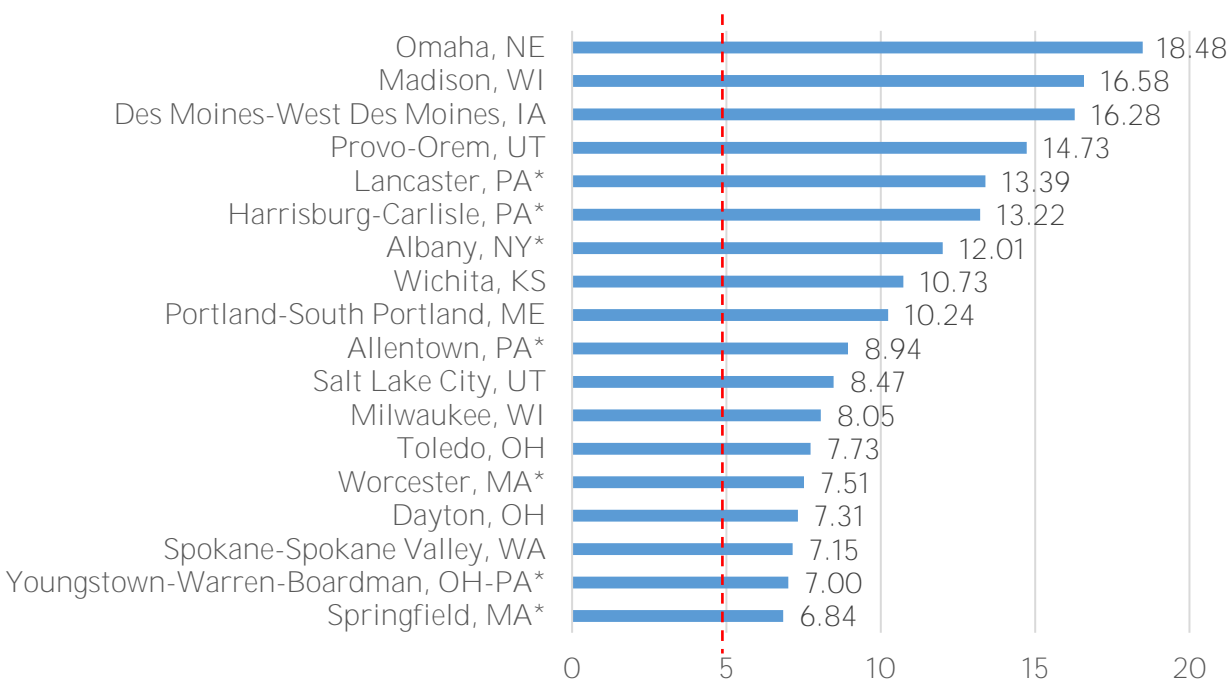 Omaha, NE 18.48
Madison, WI 16.58
Des Moines-West Des Moines, IA 16.28
Provo-Orem, UT 14.73
Lancaster, PA* 13.39
Harrisburg-Carlisle, PA* 13.22
Albany, NY* 12.01
Wichita, KS 10.73
Portland-South Portland, ME 10.24
Allentown, PA* 8.94
Salt Lake City, UT 8.47
Milwaukee, WI 8.05
Toledo, OH 7.73
Worcester, MA* 7.51
Dayton, OH 7.31
Spokane-Spokane Valley, WA 7.15
Youngstown-Warren-Boardman, OH-PA* 7.00
Springfield, MA* 6.84
0 5 10 15 20